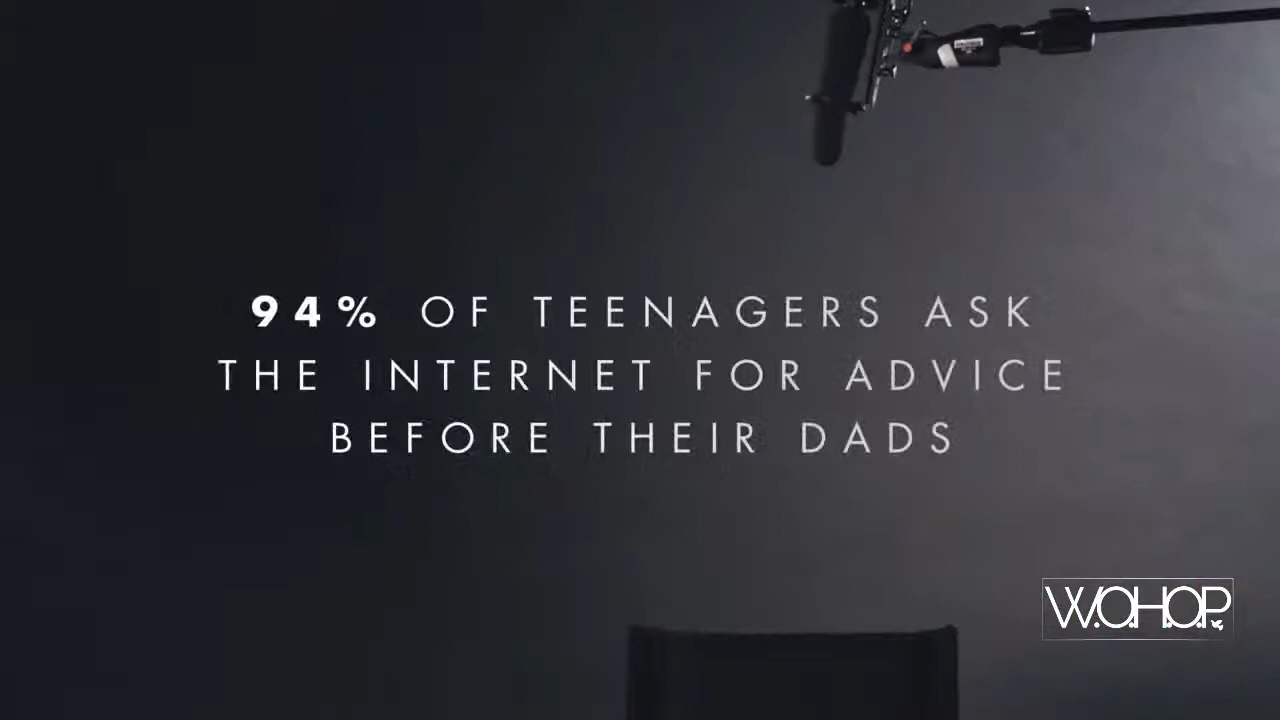 94% OF TEENAGERS ASK
THE INTERNET FOR ADVICE
BEFORE THEIR DADS
W.O.H.O.P.